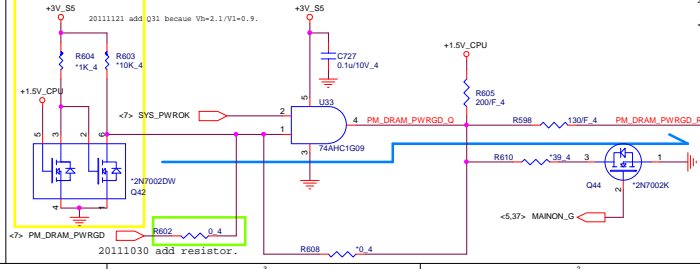 +3V_S5
20111121 add Q31 becaue Vh=2.1/Vl=0.9.
+3V_S5
R604
*1K_4
R603
*10K_4
C727
0.1u/10V_4
+1.5V_CPU
+1.5V_CPU
R605
200/F_4
U33
<7> SYS_PWROK
5
2
1
4
3
74AHC1G09
PM_DRAM_PWRGD_Q
R598
130/F_4
PM_DRAM_PWRGD_R
5
3
2
6
4
1
*2N7002DW
Q42
R610
*39_4
3
1
2
Q44
*2N7002K
<5,37> MAINON_G
<7> PM_DRAM_PWRGD
R602
0_4
20111030 add resistor.
R608
*0_4
3
2